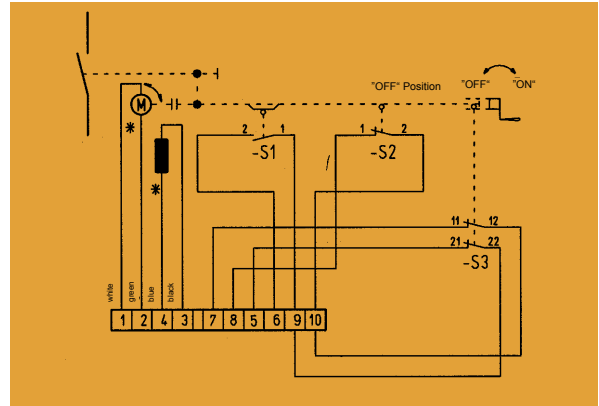 "OFF" Position
"OFF"
"ON"
M
*
*
2 1
-S1
1 2
-S2
11 12
21 22
-S3
white
green
blue
black
1 2 4 3 7 8 5 6 9 10